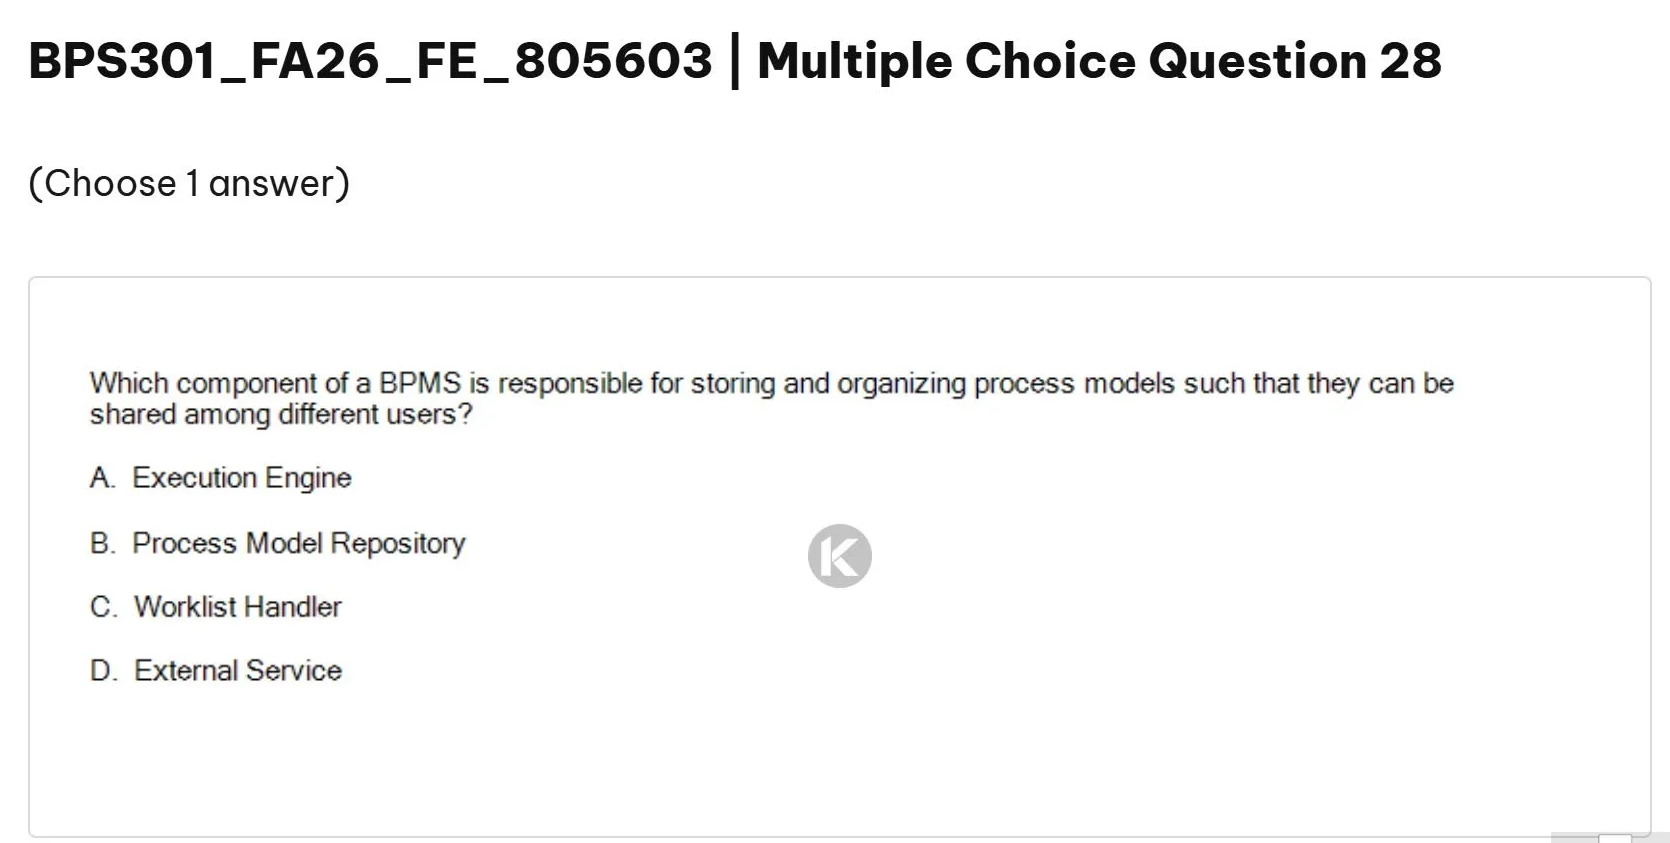 BPS301_FA26_FE_805603 | Multiple Choice Question 28
(Choose 1 answer)
Which component of a BPMS is responsible for storing and organizing process models such that they can be
shared among different users?
A. Execution Engine
B. Process Model Repository
C. Worklist Handler
D. External Service
K